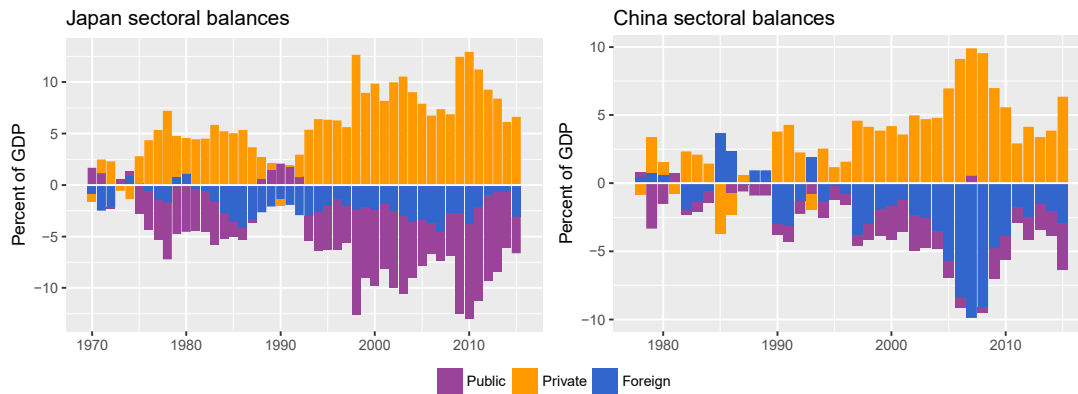 Japan sectoral balances
Percent of GDP
10
5
0
−5
−10
1970
1980
1990
2000
2010
China sectoral balances
Percent of GDP
10
5
0
−5
−10
1980
1990
2000
2010
Public
Private
Foreign